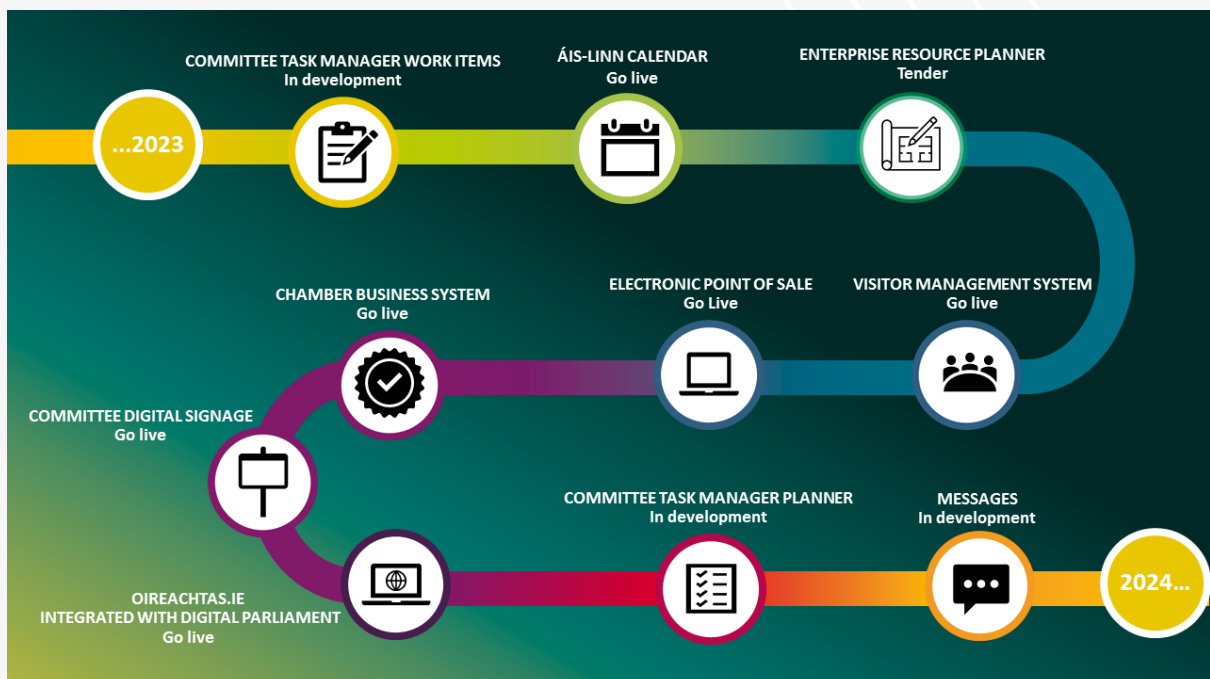 ...2023
COMMITTEE TASK MANAGER WORK ITEMS
In development
ÁIS-LINN CALENDAR
Go live
ENTERPRISE RESOURCE PLANNER
Tender
VISITOR MANAGEMENT SYSTEM
Go live
ELECTRONIC POINT OF SALE
Go Live
CHAMBER BUSINESS SYSTEM
Go live
COMMITTEE DIGITAL SIGNAGE
Go live
OIREACHTAS.IE
INTEGRATED WITH DIGITAL PARLIAMENT
Go live
COMMITTEE TASK MANAGER PLANNER
In development
MESSAGES
In development
2024...